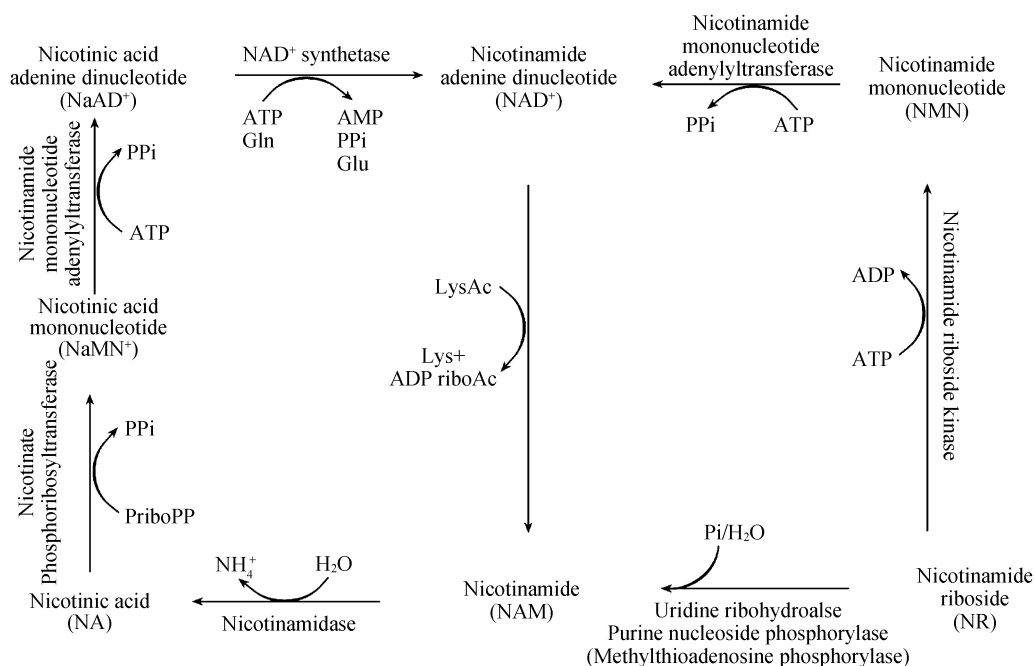 Nicotinic acid
adenine dinucleotide
(NaAD⁺)
NAD⁺ synthetase
ATP
Gln
AMP
PPi
Glu
Nicotinamide
adenine dinucleotide
(NAD⁺)
Nicotinamide
mononucleotide
adenylyltransferase
PPi
ATP
Nicotinamide
mononucleotide
(NMN)
Nicotinamide
mononucleotide
adenylyltransferase
PPi
ATP
Nicotinic acid
mononucleotide
(NaMN⁺)
LysAc
Lys+
ADP riboAc
ADP
ATP
Nicotinamide riboside kinase
Nicotinate
Phosphoribosyltransferase
PPi
PriboPP
Nicotinic acid
(NA)
NH₄⁺
H₂O
Nicotinamidase
Nicotinamide
(NAM)
Pi/H₂O
Uridine ribohydroalse
Purine nucleoside phosphorylase
(Methylthioadenosine phosphorylase)
Nicotinamide
riboside
(NR)